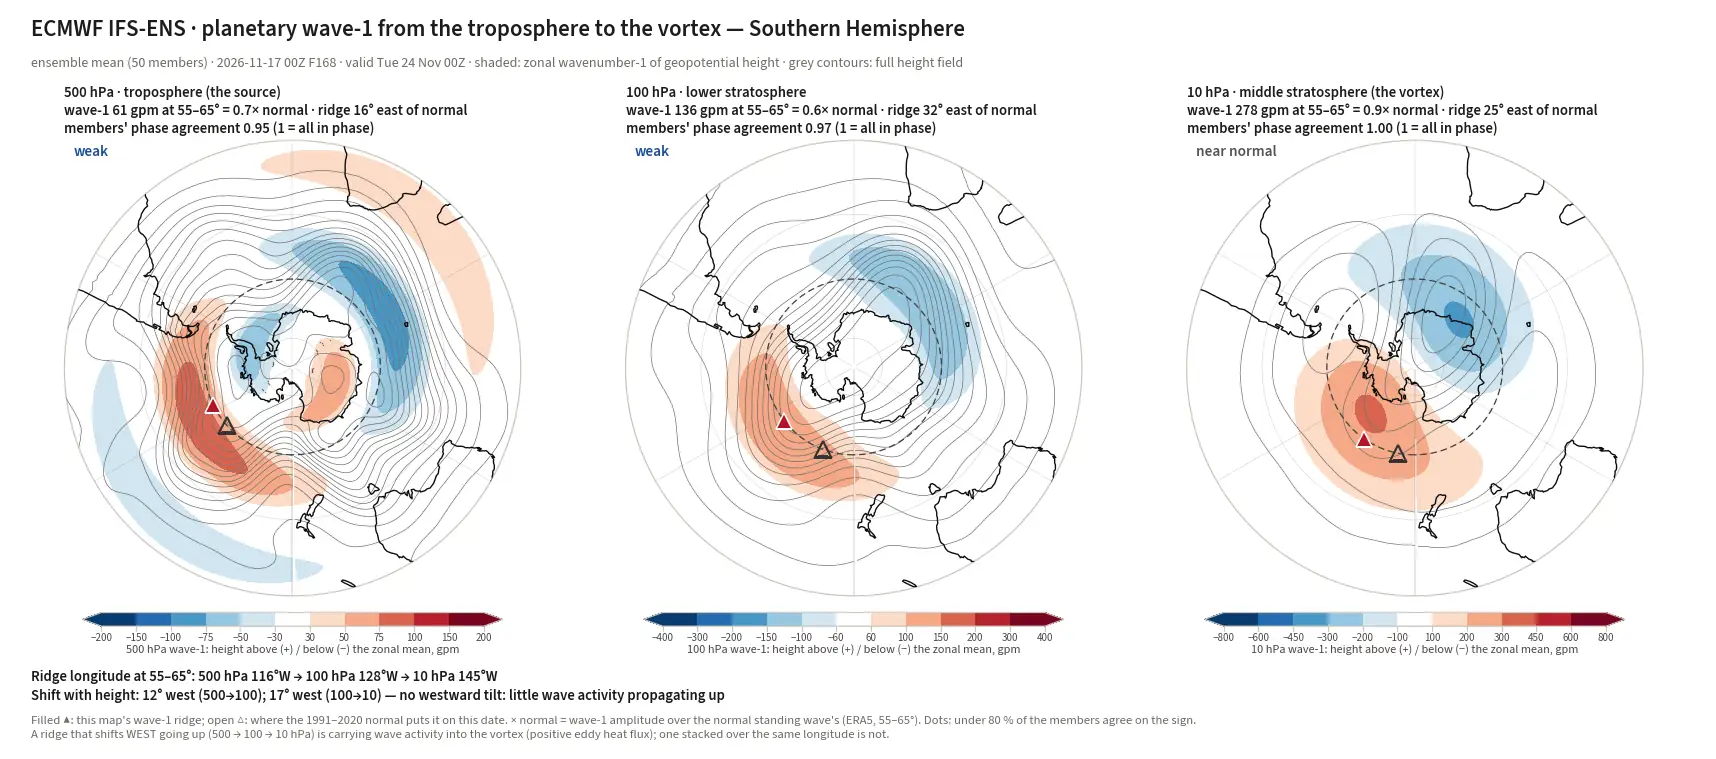 ECMWF IFS-ENS · planetary wave-1 from the troposphere to the vortex — Southern Hemisphere
ensemble mean (50 members) · 2026-11-17 00Z F168 · valid Tue 24 Nov 00Z · shaded: zonal wavenumber-1 of geopotential height · grey contours: full height field
500 hPa · troposphere (the source)
wave-1 61 gpm at 55–65° = 0.7× normal · ridge 16° east of normal
members' phase agreement 0.95 (1 = all in phase)
weak
100 hPa · lower stratosphere
wave-1 136 gpm at 55–65° = 0.6× normal · ridge 32° east of normal
members' phase agreement 0.97 (1 = all in phase)
weak
10 hPa · middle stratosphere (the vortex)
wave-1 278 gpm at 55–65° = 0.9× normal · ridge 25° east of normal
members' phase agreement 1.00 (1 = all in phase)
near normal
−200 −150 −100 −75 −50 −30 30 50 75 100 150 200
500 hPa wave-1: height above (+) / below (−) the zonal mean, gpm
−400 −300 −200 −150 −100 −60 60 100 150 200 300 400
100 hPa wave-1: height above (+) / below (−) the zonal mean, gpm
−800 −600 −450 −300 −200 −100 100 200 300 450 600 800
10 hPa wave-1: height above (+) / below (−) the zonal mean, gpm
Ridge longitude at 55–65°: 500 hPa 116°W → 100 hPa 128°W → 10 hPa 145°W
Shift with height: 12° west (500→100); 17° west (100→10) — no westward tilt: little wave activity propagating up
Filled ▲: this map's wave-1 ridge; open △: where the 1991–2020 normal puts it on this date. × normal = wave-1 amplitude over the normal standing wave's (ERA5, 55–65°). Dots: under 80 % of the members agree on the sign.
A ridge that shifts WEST going up (500 → 100 → 10 hPa) is carrying wave activity into the vortex (positive eddy heat flux); one stacked over the same longitude is not.